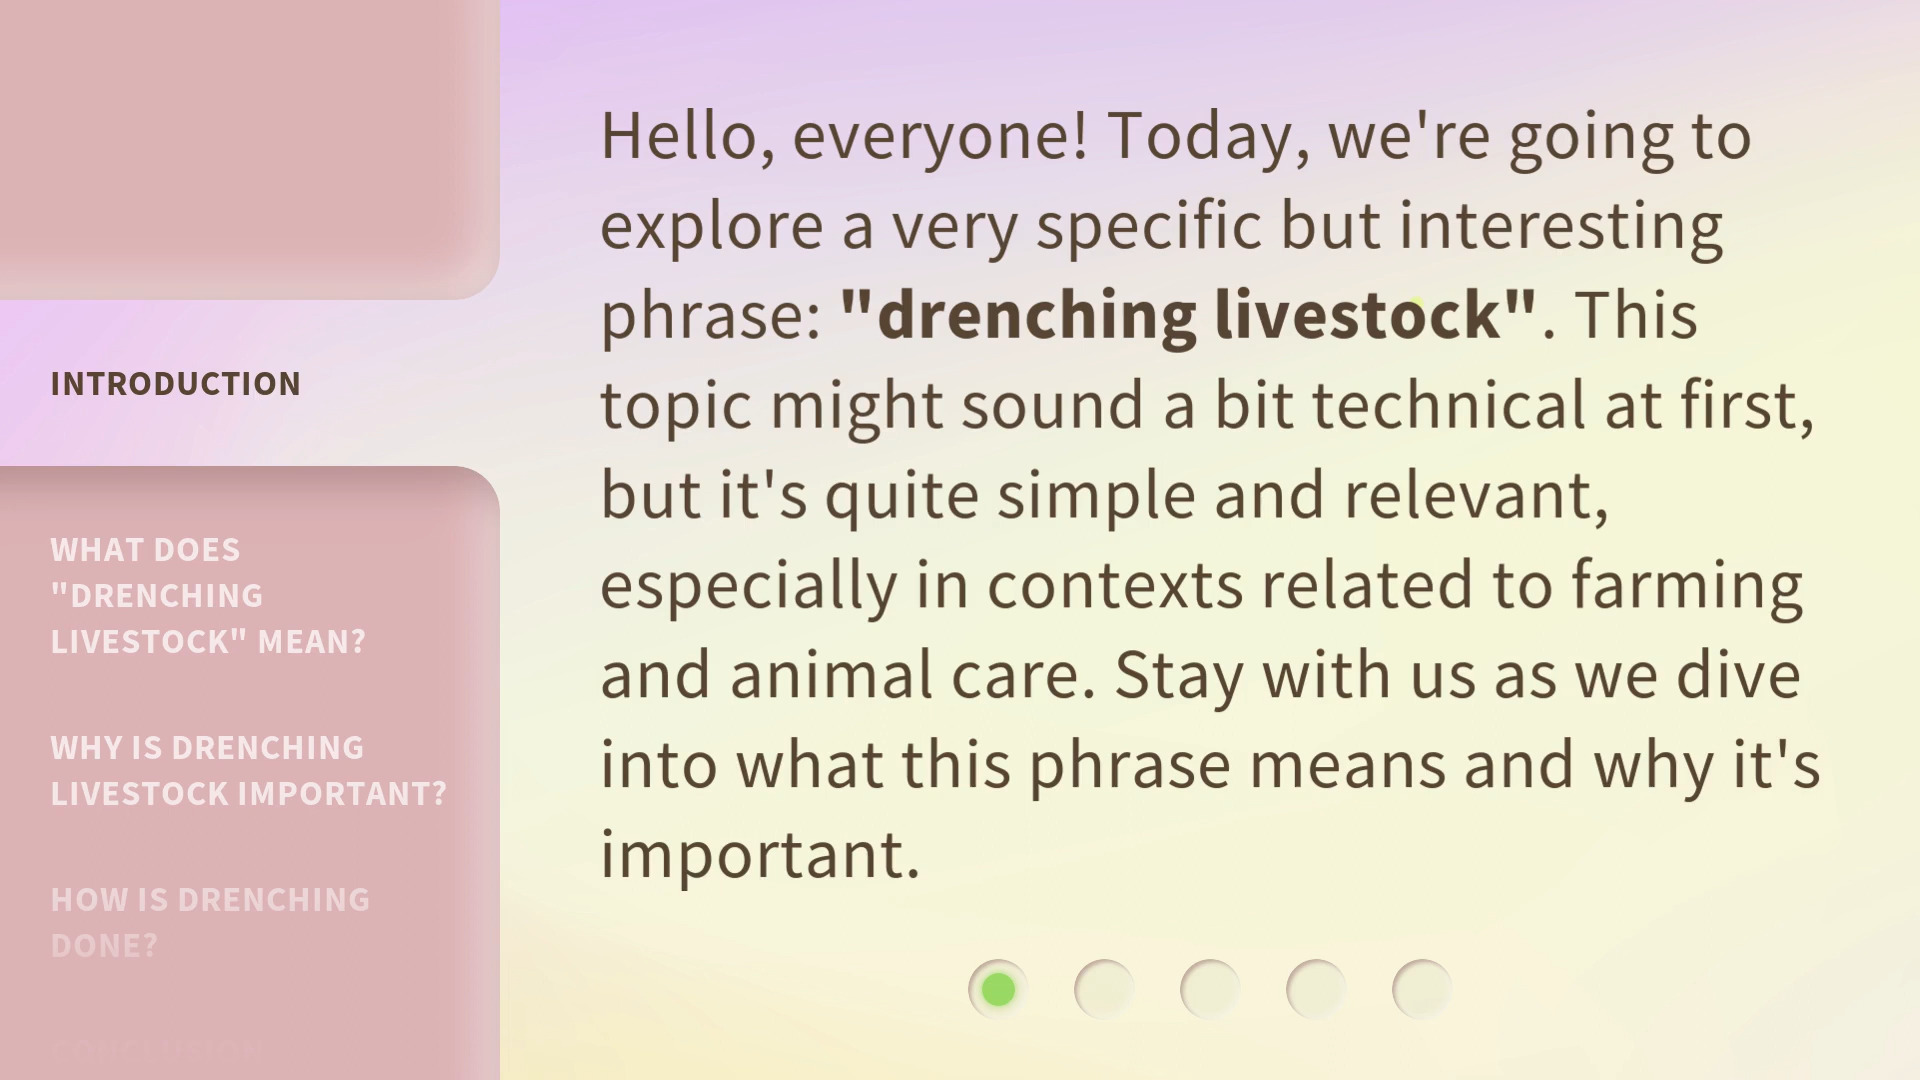 INTRODUCTION
WHAT DOES
"DRENCHING
LIVESTOCK" MEAN?
WHY IS DRENCHING
LIVESTOCK IMPORTANT?
HOW IS DRENCHING
DONE?
CONCLUSION
Hello, everyone! Today, we're going to
explore a very specific but interesting
phrase: "drenching livestock". This
topic might sound a bit technical at first,
but it's quite simple and relevant,
especially in contexts related to farming
and animal care. Stay with us as we dive
into what this phrase means and why it's
important.